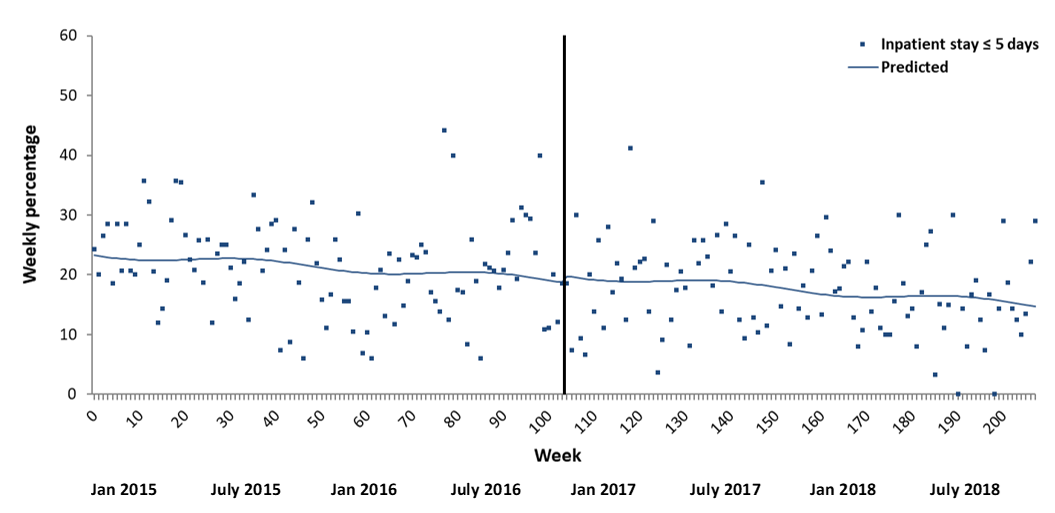 Weekly percentage
60
50
40
30
20
10
0
Inpatient stay ≤ 5 days
Predicted
0 10 20 30 40 50 60 70 80 90 100 110 120 130 140 150 160 170 180 190 200
Week
Jan 2015 July 2015 Jan 2016 July 2016 Jan 2017 July 2017 Jan 2018 July 2018